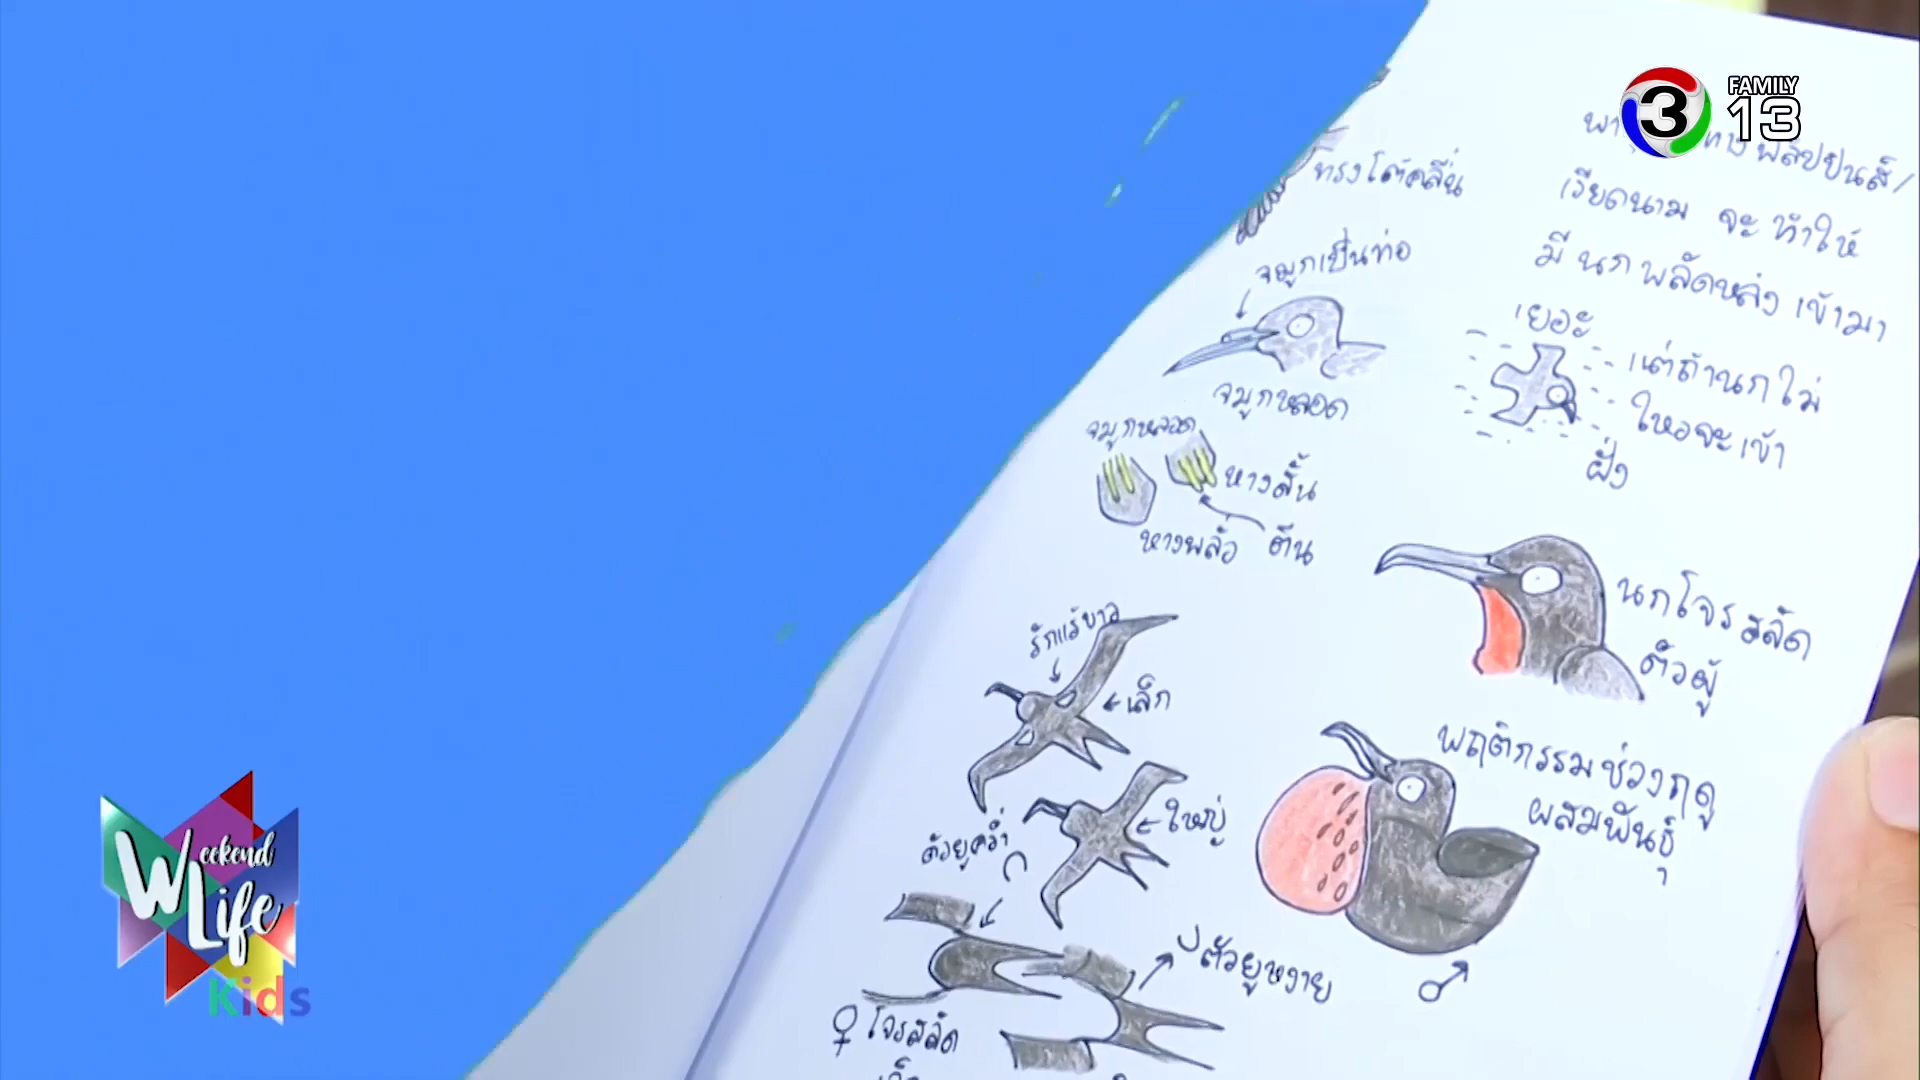 FAMILY
13
3
ทรงโต้คลื่น
เวียดนาม จะ ทำให้
มี นก พลัดหลง เข้ามา
เยอะ
แต่ถ้านกไม่
ไหวจะเข้า
ฝั่ง
จมูกเป็นท่อ
จมูกหลอด
จมูกหลอด
หางสั้น
หางพลั่ว
ตีน
นกโจรสลัด
ตัวผู้
รักแร้ขาว
เล็ก
พฤติกรรมช่วงฤดู
ผสมพันธุ์
ใหญ่
ตัวยูคว่ำ
ตัวยูหงาย
โจรสลัด
Weekend
Life
Kids